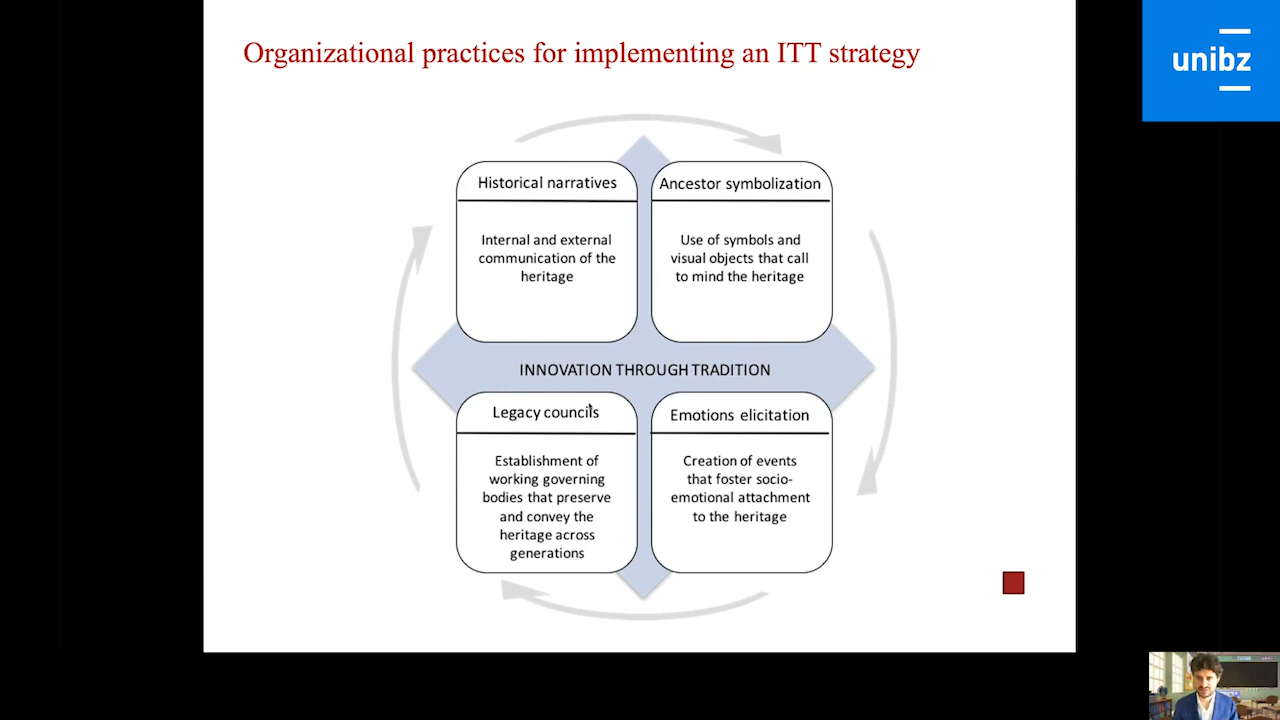 Organizational practices for implementing an ITT strategy
unibz
Historical narratives
Internal and external
communication of the
heritage
Ancestor symbolization
Use of symbols and
visual objects that call
to mind the heritage
INNOVATION THROUGH TRADITION
Legacy councils
Establishment of
working governing
bodies that preserve
and convey the
heritage across
generations
Emotions elicitation
Creation of events
that foster socio-
emotional attachment
to the heritage